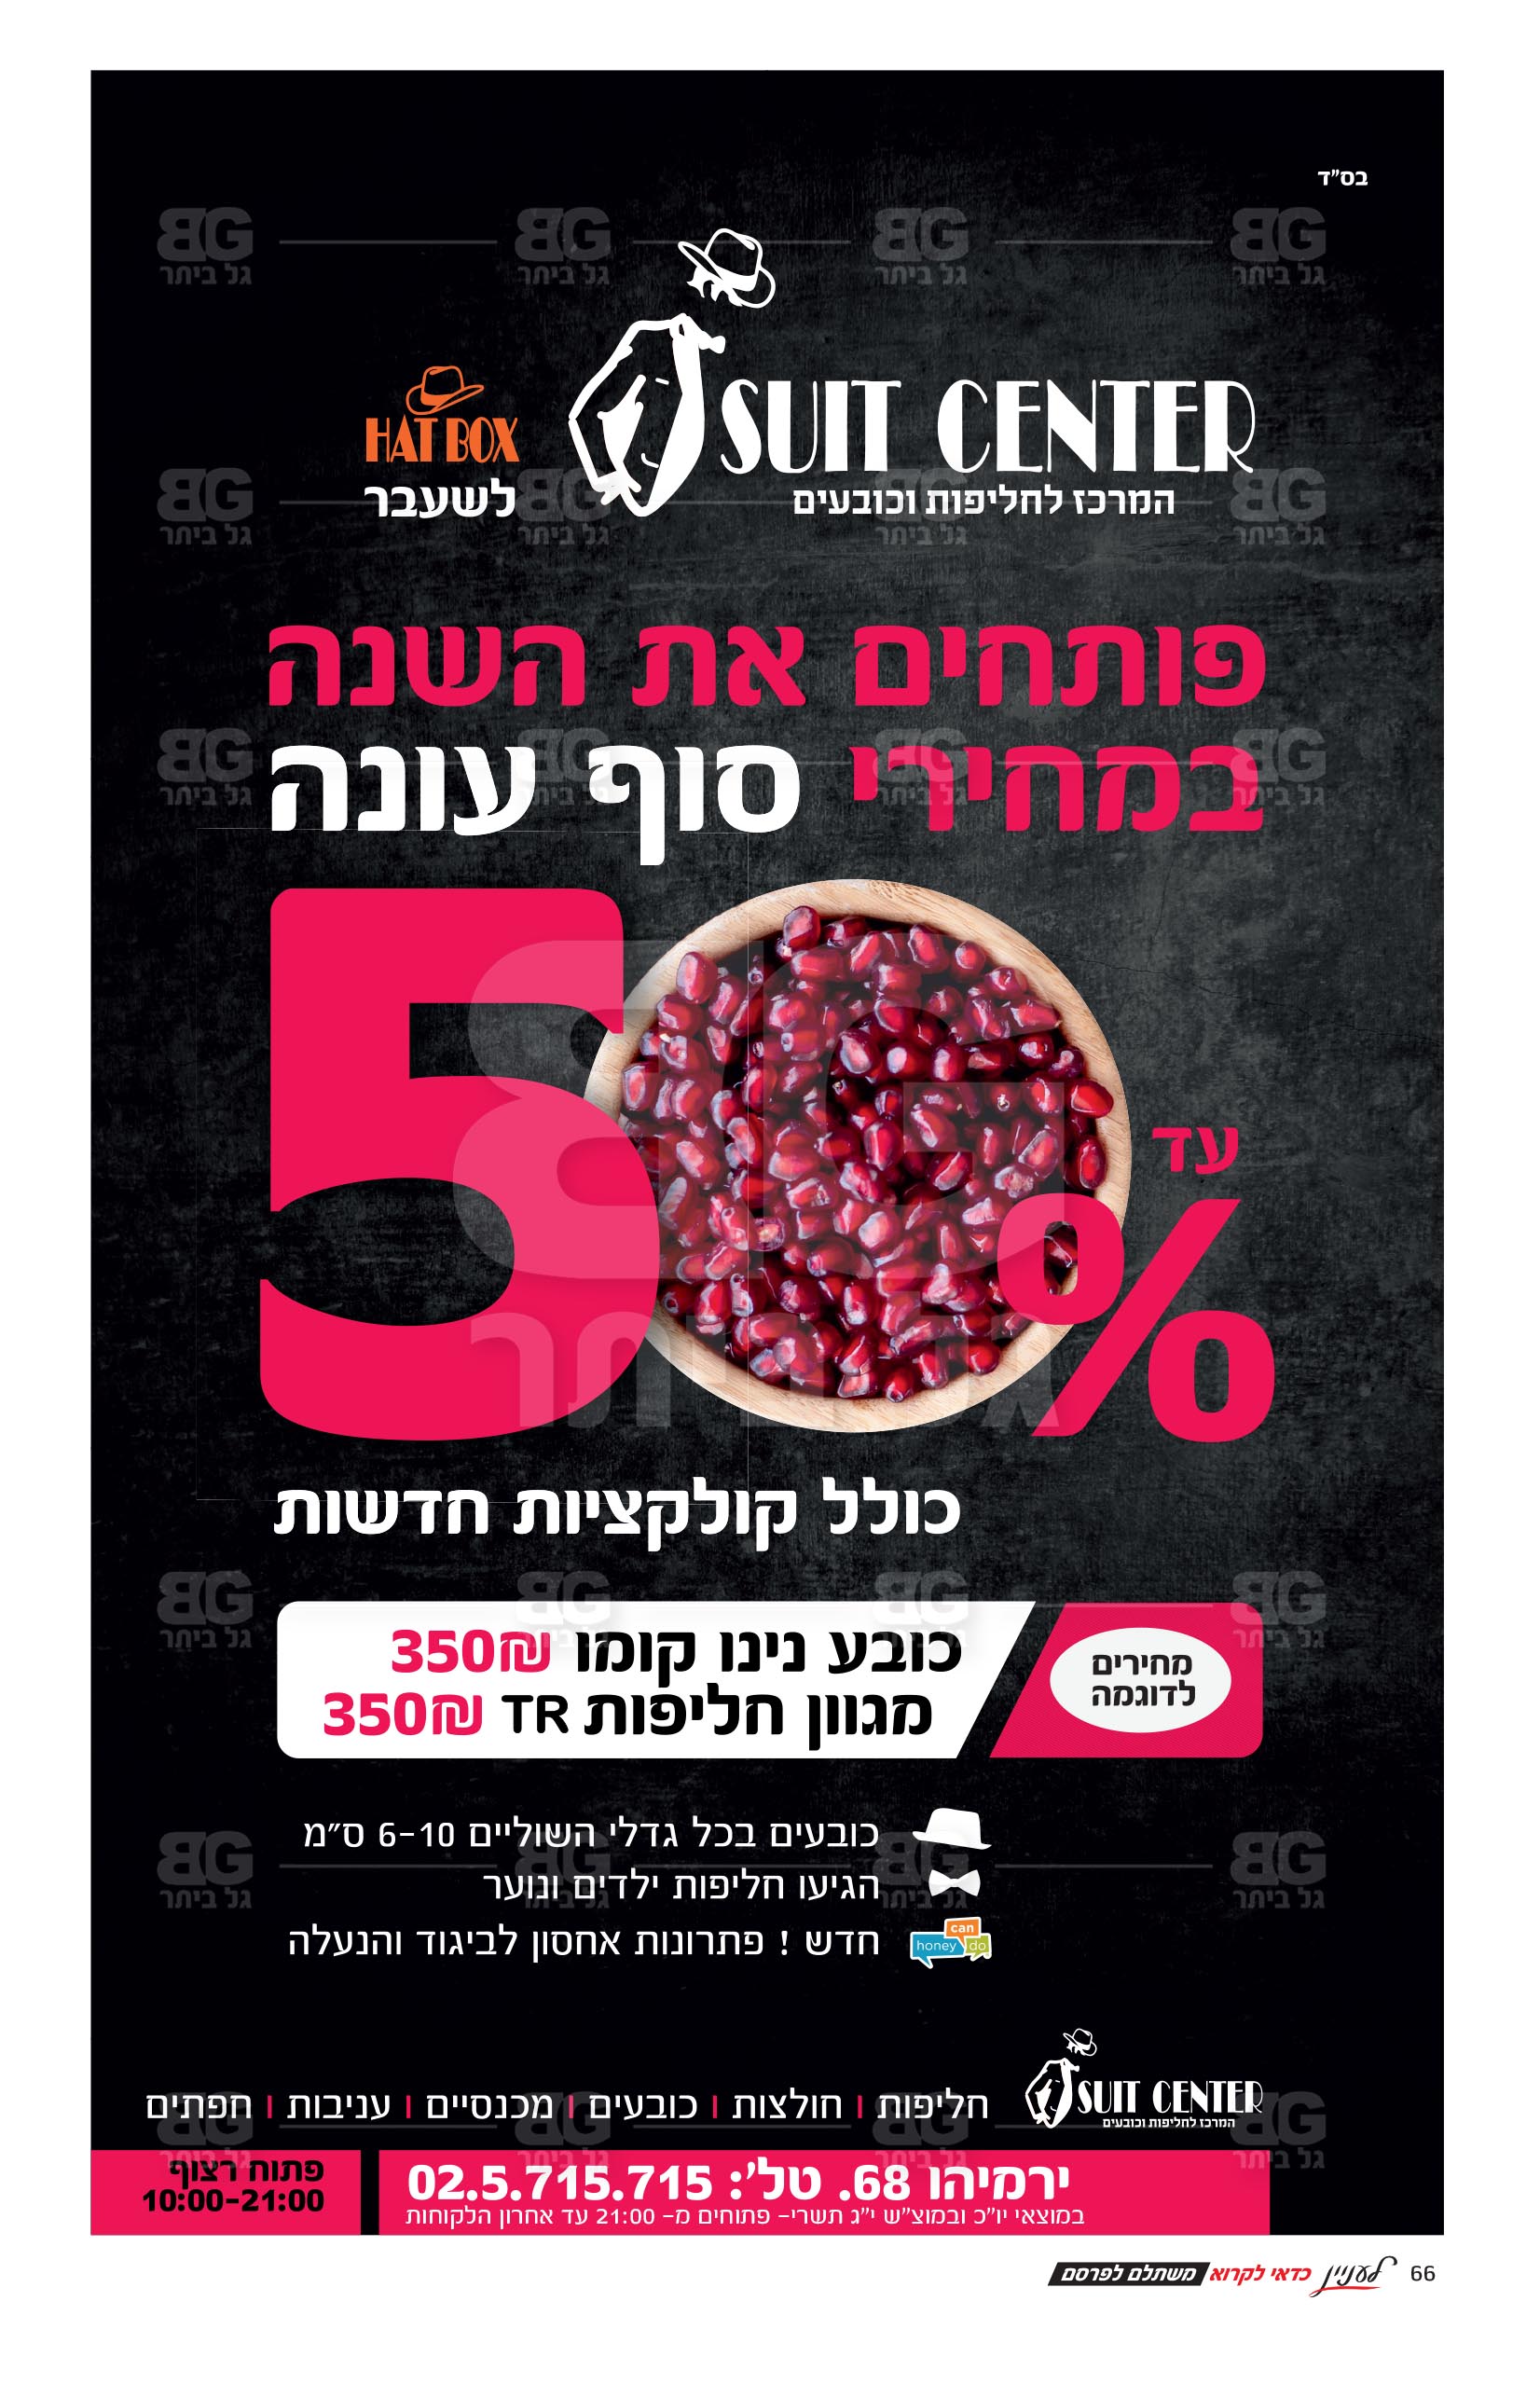 בס"ד
SUIT CENTER
המרכז לחליפות וכובעים
HAT BOX
לשעבר
פותחים את השנה
במחירי סוף עונה
עד
50%
כולל קולקציות חדשות
מחירים
לדוגמה
כובע נינו קומו ₪350
מגוון חליפות TR ₪350
כובעים בכל גדלי השוליים 6-10 ס"מ
הגיעו חליפות ילדים ונוער
honey can do
חדש ! פתרונות אחסון לביגוד והנעלה
SUIT CENTER
המרכז לחליפות וכובעים
חליפות | חולצות | כובעים | מכנסיים | עניבות | חפתים
ירמיהו 68. טל': 02.5.715.715
במוצאי יו"כ ובמוצ"ש י"ג תשרי- פתוחים מ- 21:00 עד אחרון הלקוחות
פתוח רצוף
10:00-21:00
66 לעניין כדאי לקרוא משתלם לפרסם
BG
גל ביתר